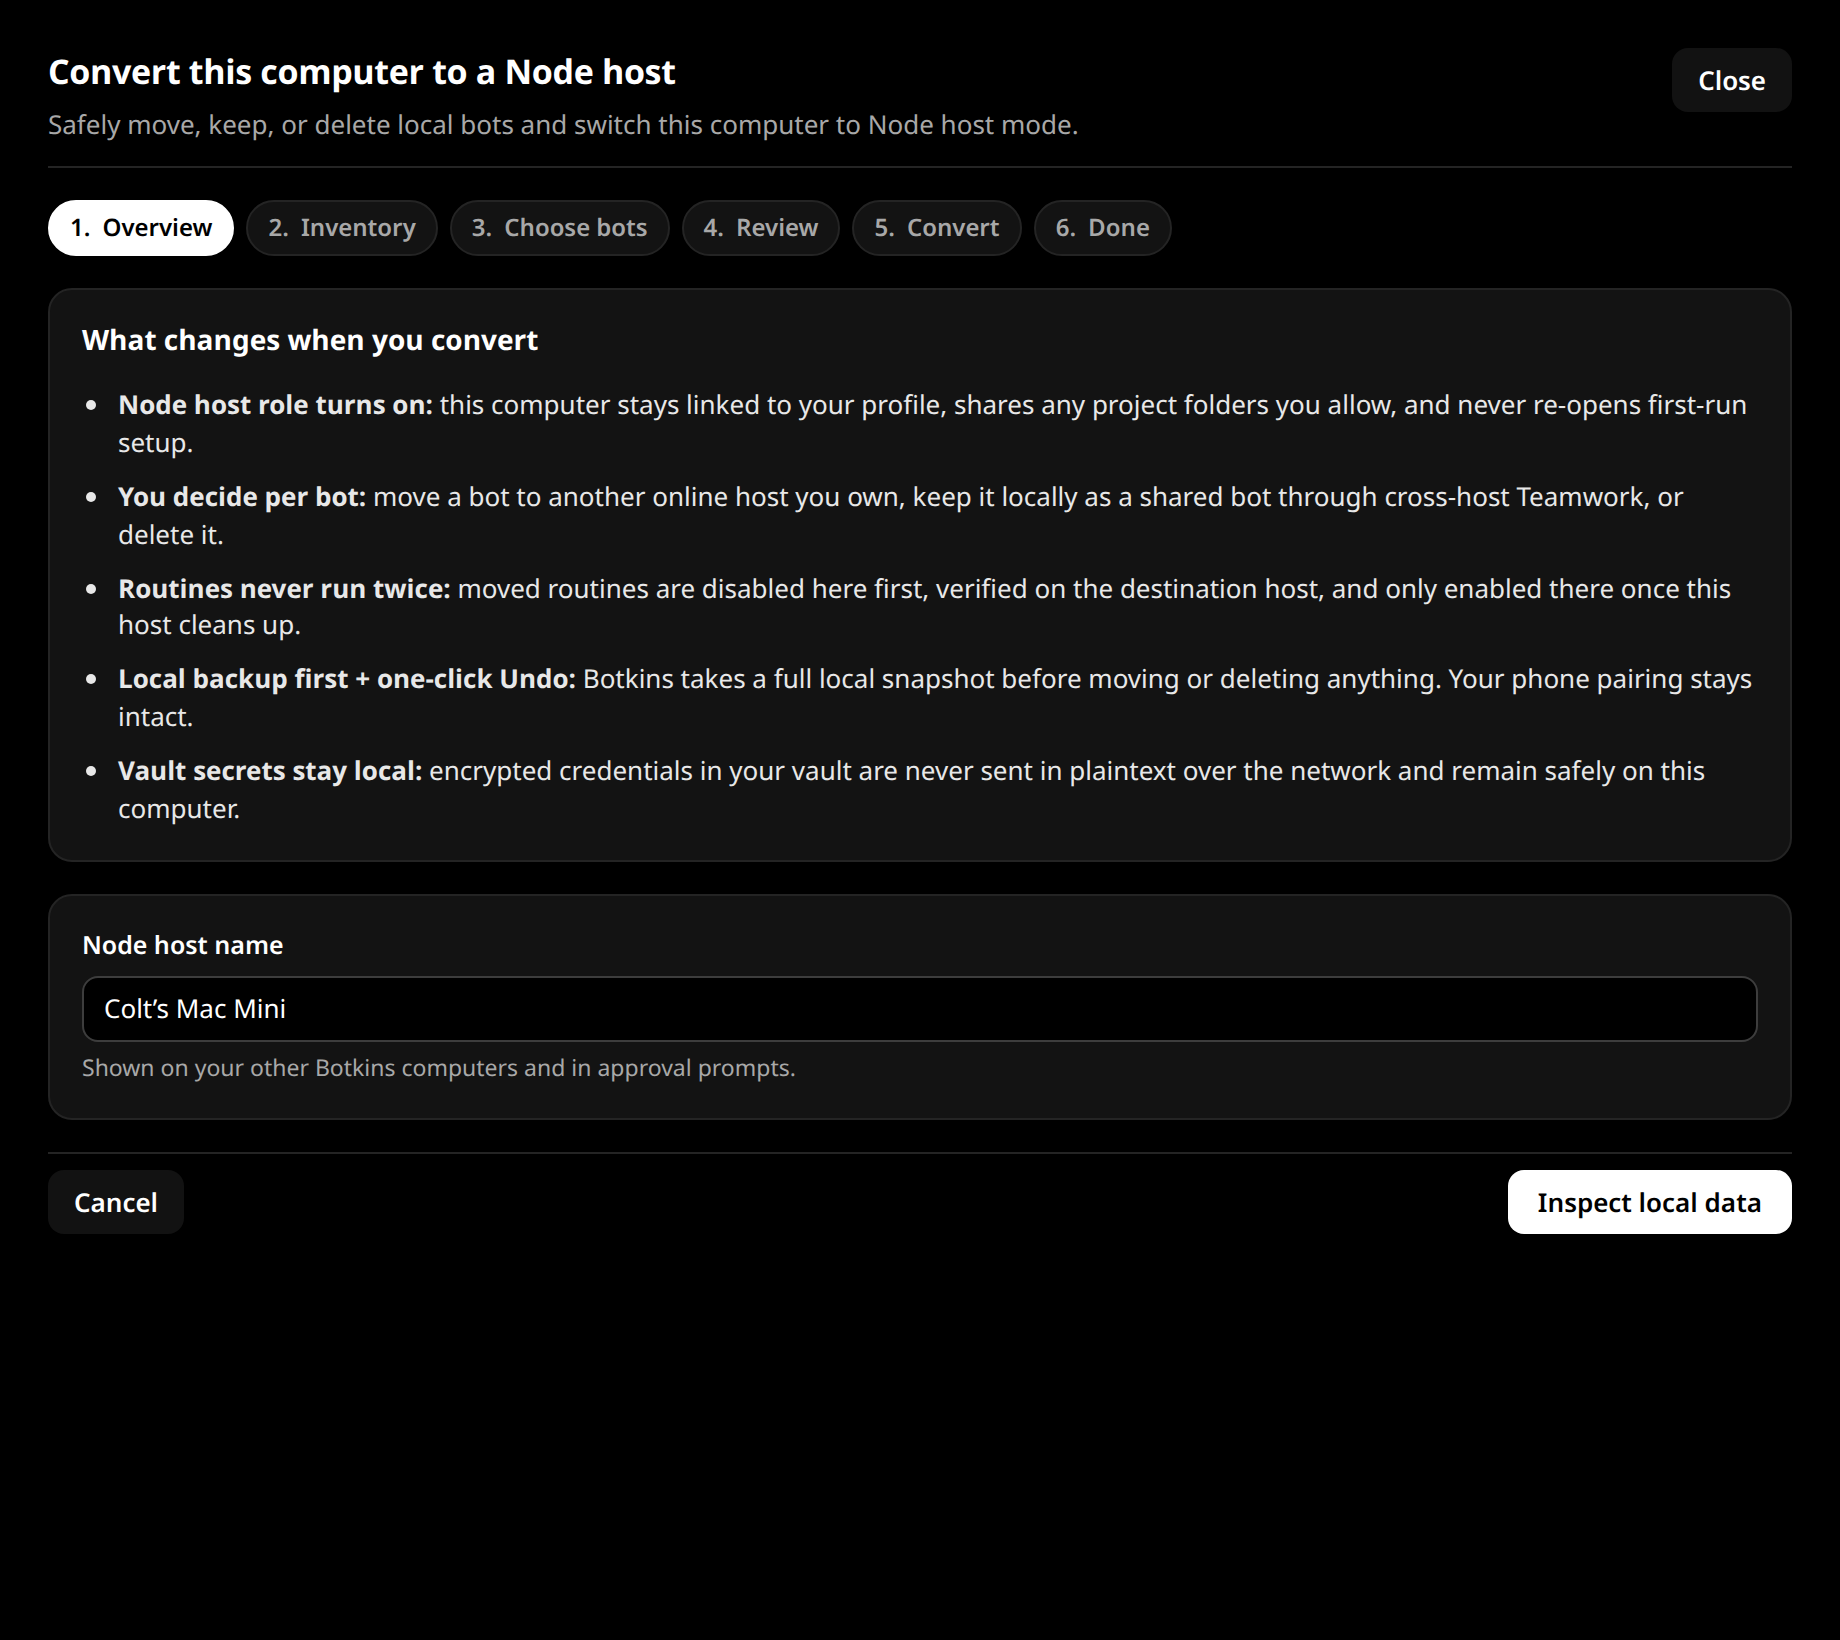 Convert this computer to a Node host
Close
Safely move, keep, or delete local bots and switch this computer to Node host mode.
1. Overview
2. Inventory
3. Choose bots
4. Review
5. Convert
6. Done
What changes when you convert
• Node host role turns on: this computer stays linked to your profile, shares any project folders you allow, and never re-opens first-run
setup.
• You decide per bot: move a bot to another online host you own, keep it locally as a shared bot through cross-host Teamwork, or
delete it.
• Routines never run twice: moved routines are disabled here first, verified on the destination host, and only enabled there once this
host cleans up.
• Local backup first + one-click Undo: Botkins takes a full local snapshot before moving or deleting anything. Your phone pairing stays
intact.
• Vault secrets stay local: encrypted credentials in your vault are never sent in plaintext over the network and remain safely on this
computer.
Node host name
Colt’s Mac Mini
Shown on your other Botkins computers and in approval prompts.
Cancel
Inspect local data